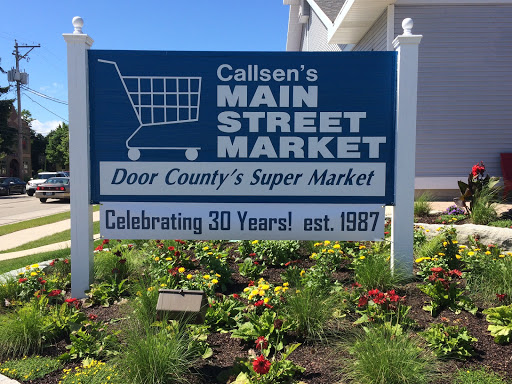 Callsen's
MAIN
STREET
MARKET
Door County's Super Market
Celebrating 30 Years! est. 1987